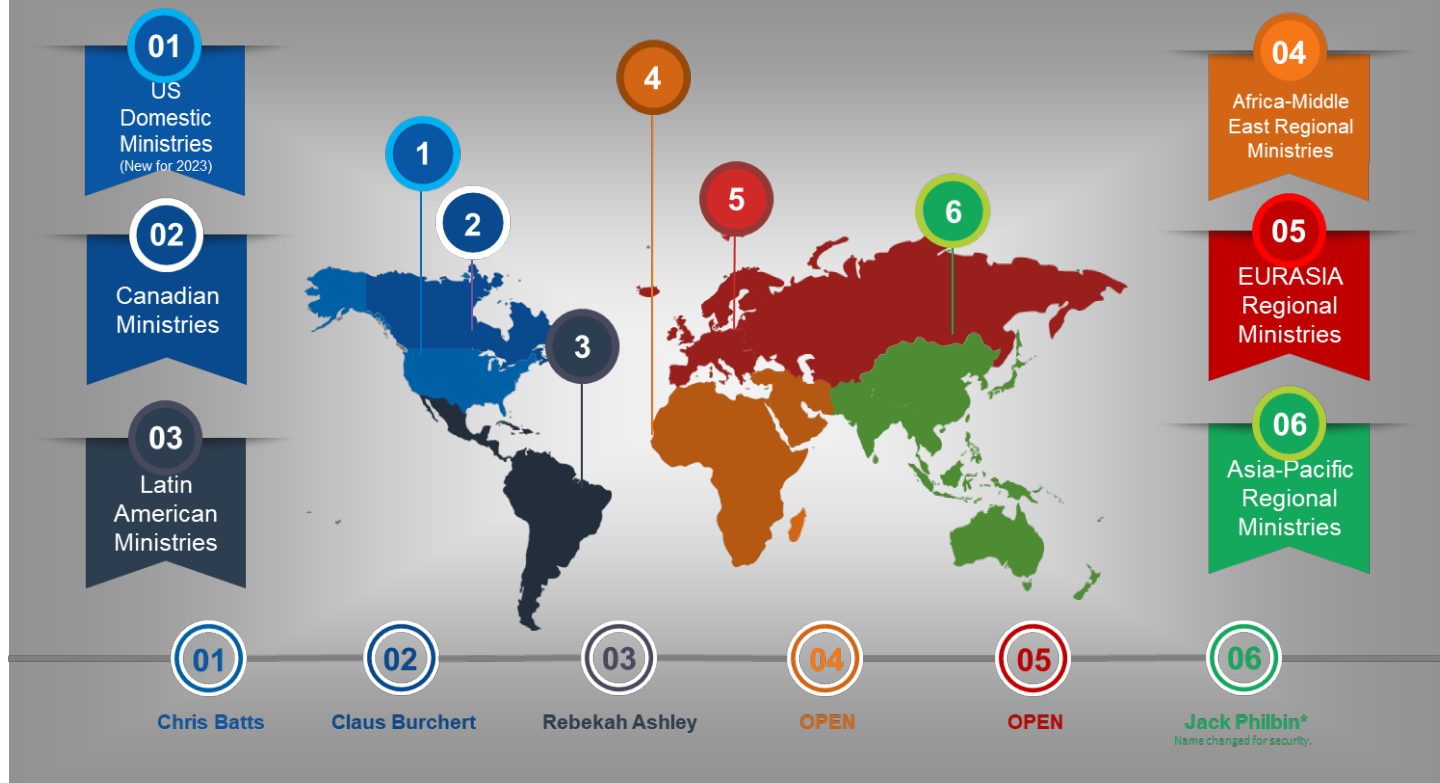 01
US
Domestic
Ministries
(New for 2023)
02
Canadian
Ministries
03
Latin
American
Ministries
1
2
3
4
5
6
04
Africa-Middle
East Regional
Ministries
05
EURASIA
Regional
Ministries
06
Asia-Pacific
Regional
Ministries
01
Chris Batts
02
Claus Burchert
03
Rebekah Ashley
04
OPEN
05
OPEN
06
Jack Philbin*
Name changed for security.